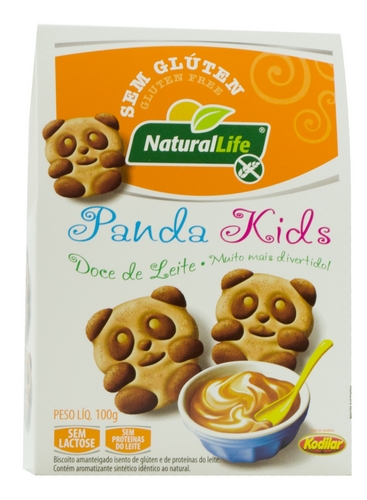 SEM GLÚTEN
GLUTEN FREE
NaturalLife®
Panda Kids
Doce de Leite • Muito mais divertido!
PESO LÍQ. 100g
SEM LACTOSE
SEM PROTEÍNAS DO LEITE
Kodilar
Biscoito amanteigado isento de glúten e de proteínas do leite.
Contém aromatizante sintético idêntico ao natural.